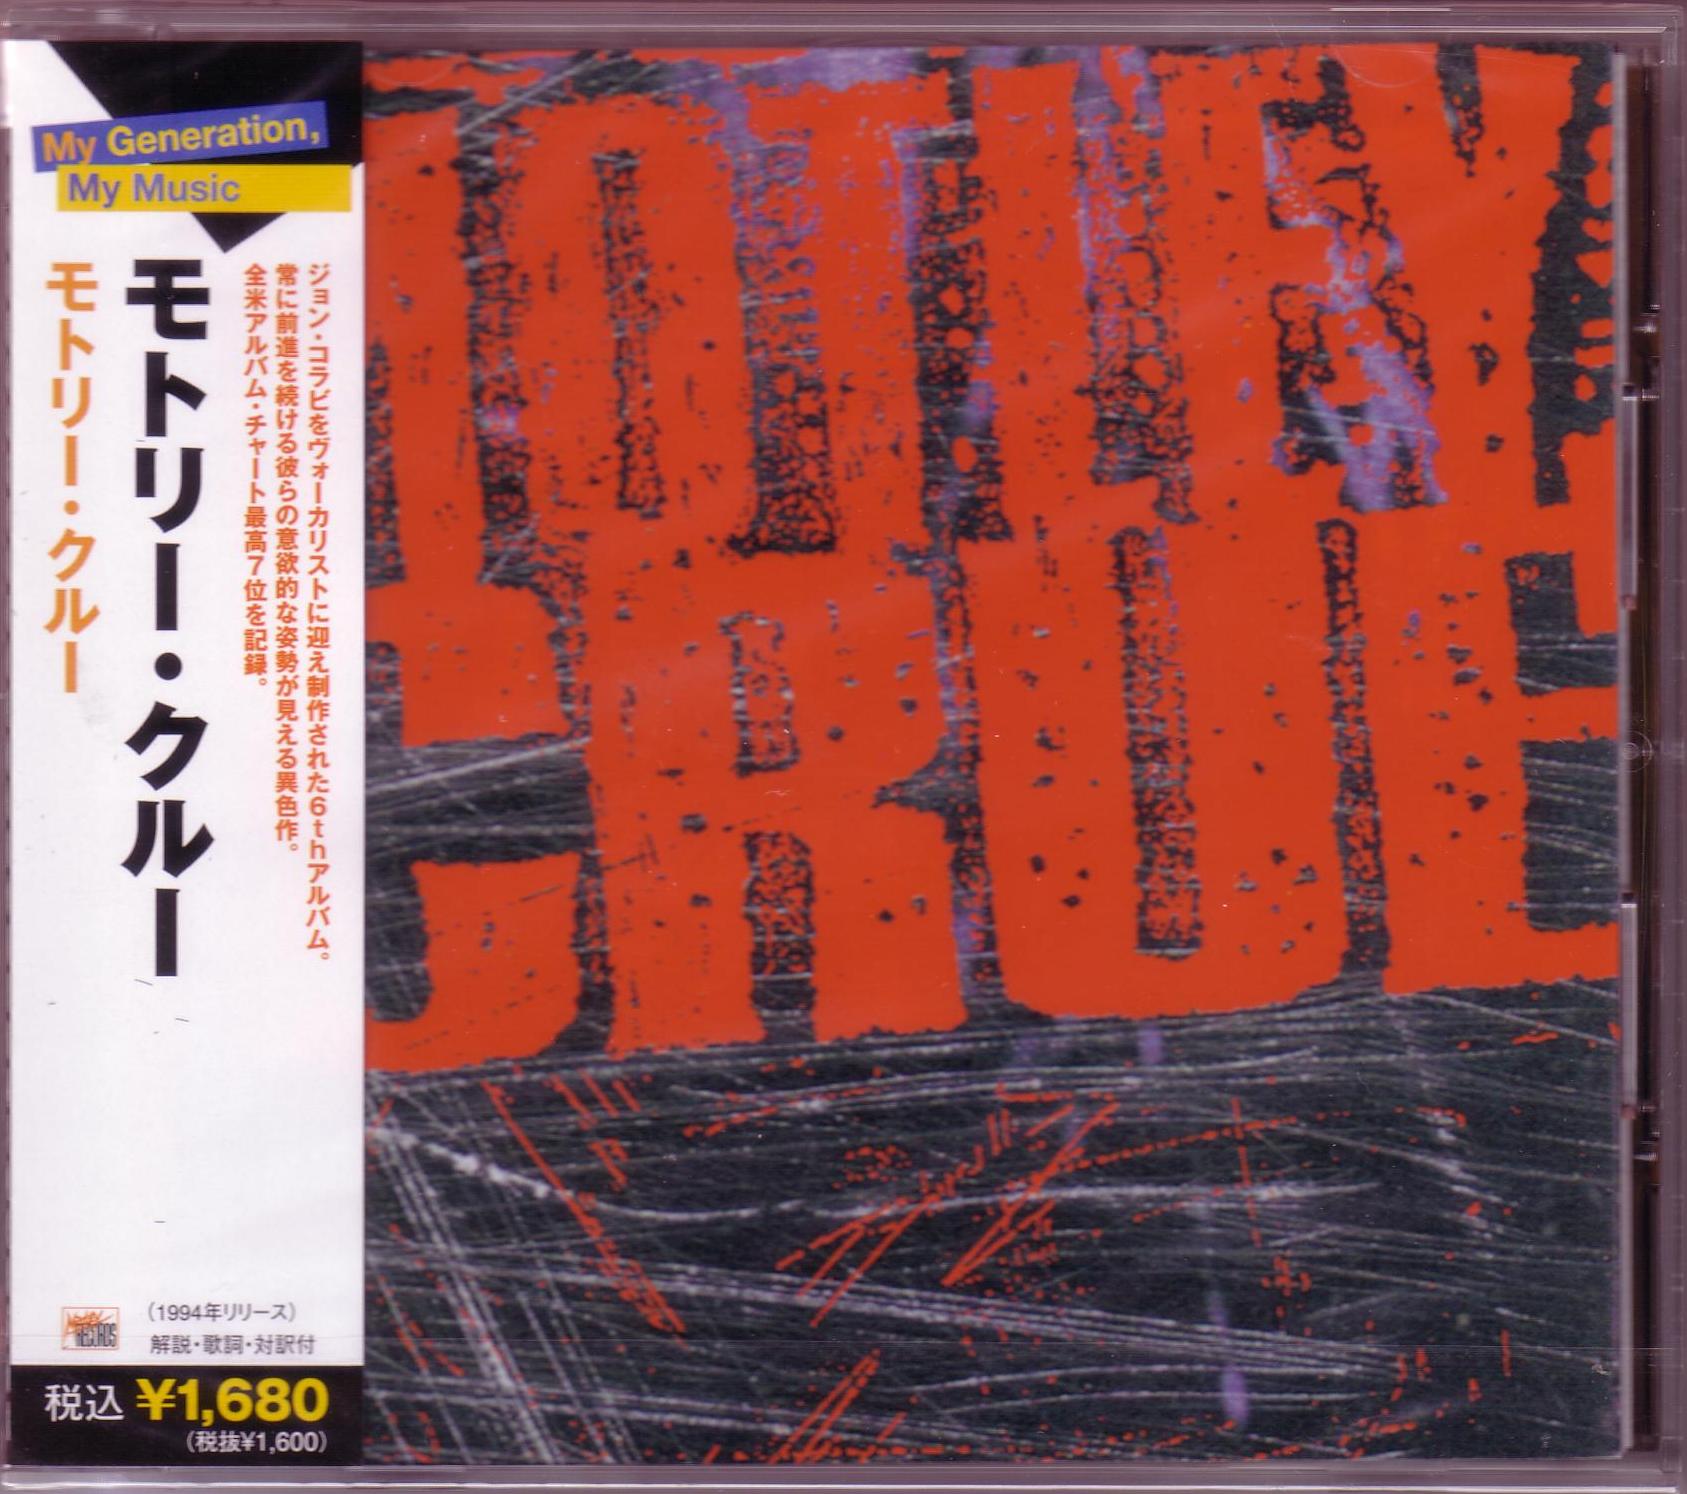 My Generation,
My Music
ジョン・コラビをヴォーカリストに迎え制作された6thアルバム。
常に前進を続ける彼らの意欲的な姿勢が見える異色作。
全米アルバム・チャート最高7位を記録。
モトリー・クルー
モトリー・クルー
RECORDS
(1994年リリース)
解説・歌詞・対訳付
税込 ¥1,680
(税抜¥1,600)
OTLEY
CRUE